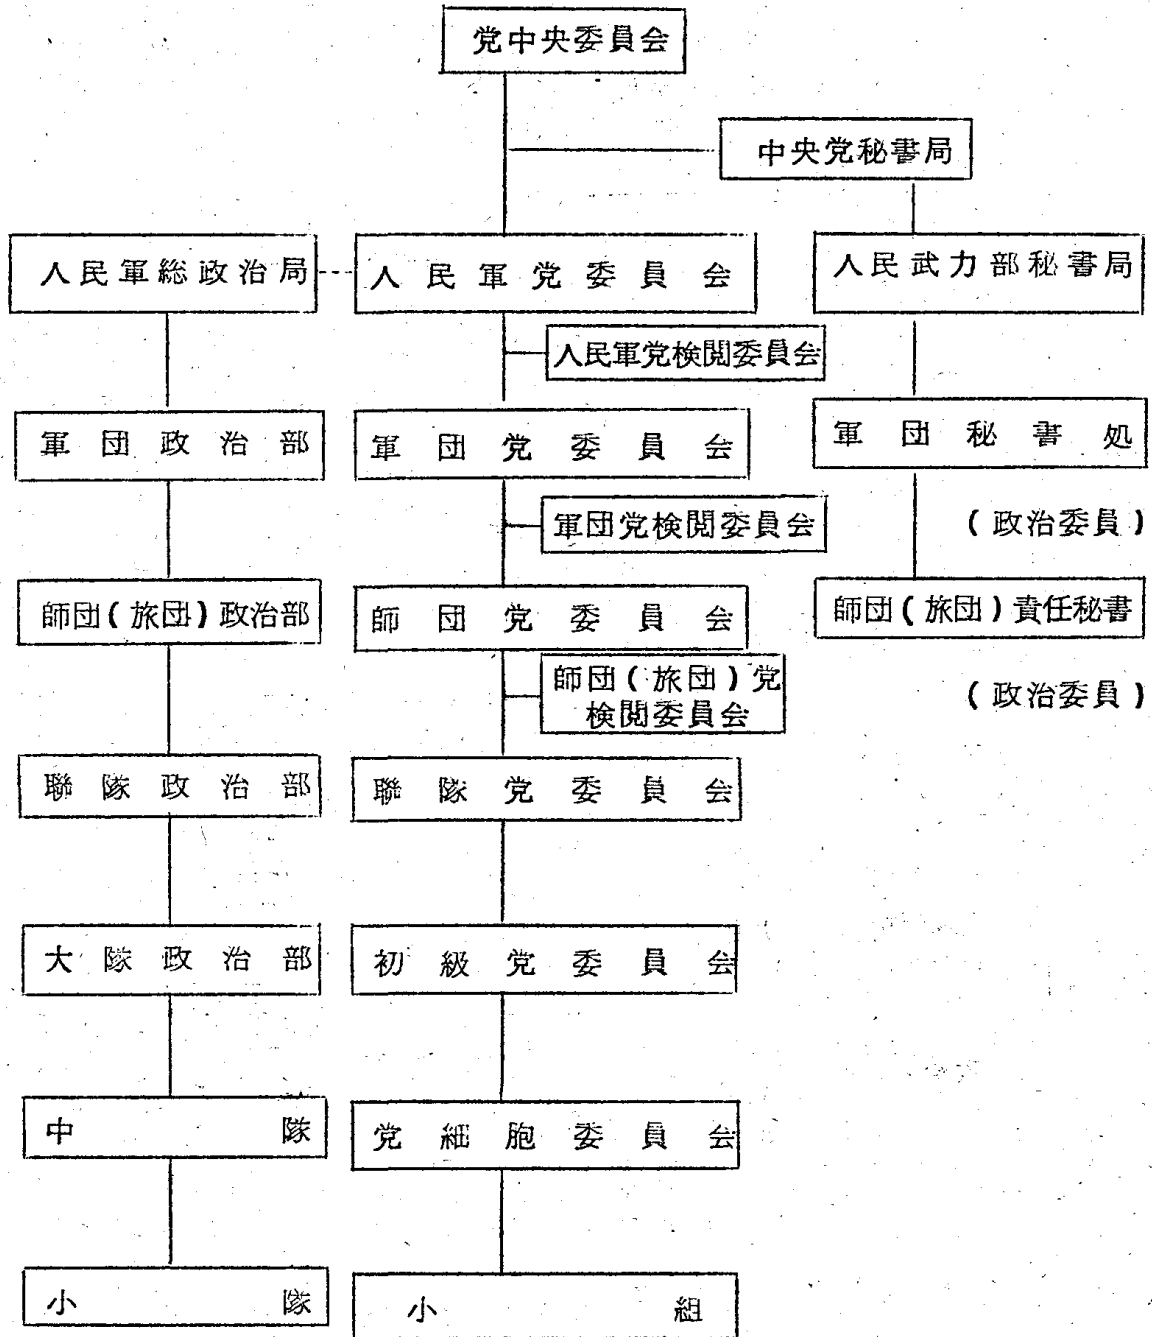 党中央委員会
中央党秘書局
人民軍総政治局
人民軍党委員会
人民武力部秘書局
人民軍党検閲委員会
軍団政治部
軍団党委員会
軍団秘書処
軍団党検閲委員会
(政治委員)
師団(旅団)政治部
師団党委員会
師団(旅団)責任秘書
師団(旅団)党
検閲委員会
(政治委員)
聯隊政治部
聯隊党委員会
大隊政治部
初級党委員会
中隊
党細胞委員会
小隊
小組